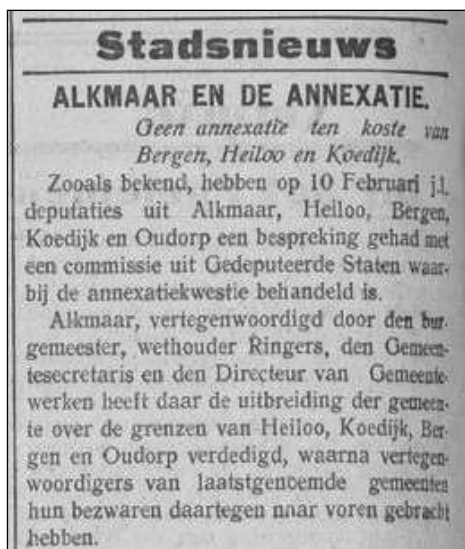 Stadsnieuws
ALKMAAR EN DE ANNEXATIE.
Geen annexatie ten koste van
Bergen, Heiloo en Koedijk.
Zooals bekend, hebben op 10 Februari j.l.
deputaties uit Alkmaar, Heiloo, Bergen,
Koedijk en Oudorp een bespreking gehad met
een commissie uit Gedeputeerde Staten waar-
bij de annexatiekwestie behandeld is.
Alkmaar, vertegenwoordigd door den bur-
gemeester, wethouder Ringers, den Gemeen-
tesecretaris en den Directeur van Gemeente-
werken heeft daar de uitbreiding der gemeen-
te over de grenzen van Heiloo, Koedijk, Ber-
gen en Oudorp verdedigd, waarna vertegen-
woordigers van laatstgenoemde gemeenten
hun bezwaren daartegen naar voren gebracht
hebben.